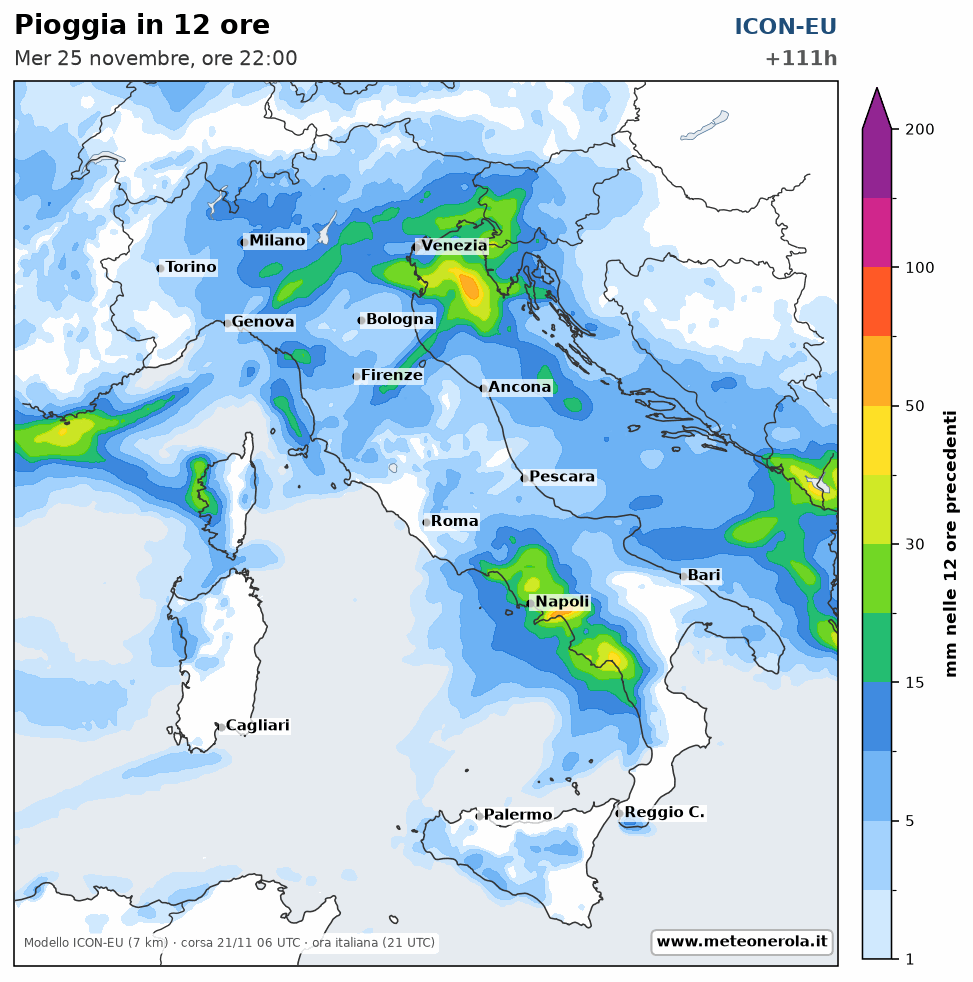 Pioggia in 12 ore
ICON-EU
Mer 25 novembre, ore 22:00
+111h
200
100
50
30
15
5
1
mm nelle 12 ore precedenti
Milano
Venezia
Torino
Genova
Bologna
Firenze
Ancona
Pescara
Roma
Bari
Napoli
Cagliari
Palermo
Reggio C.
Modello ICON-EU (7 km) · corsa 21/11 06 UTC · ora italiana (21 UTC)
www.meteonerola.it